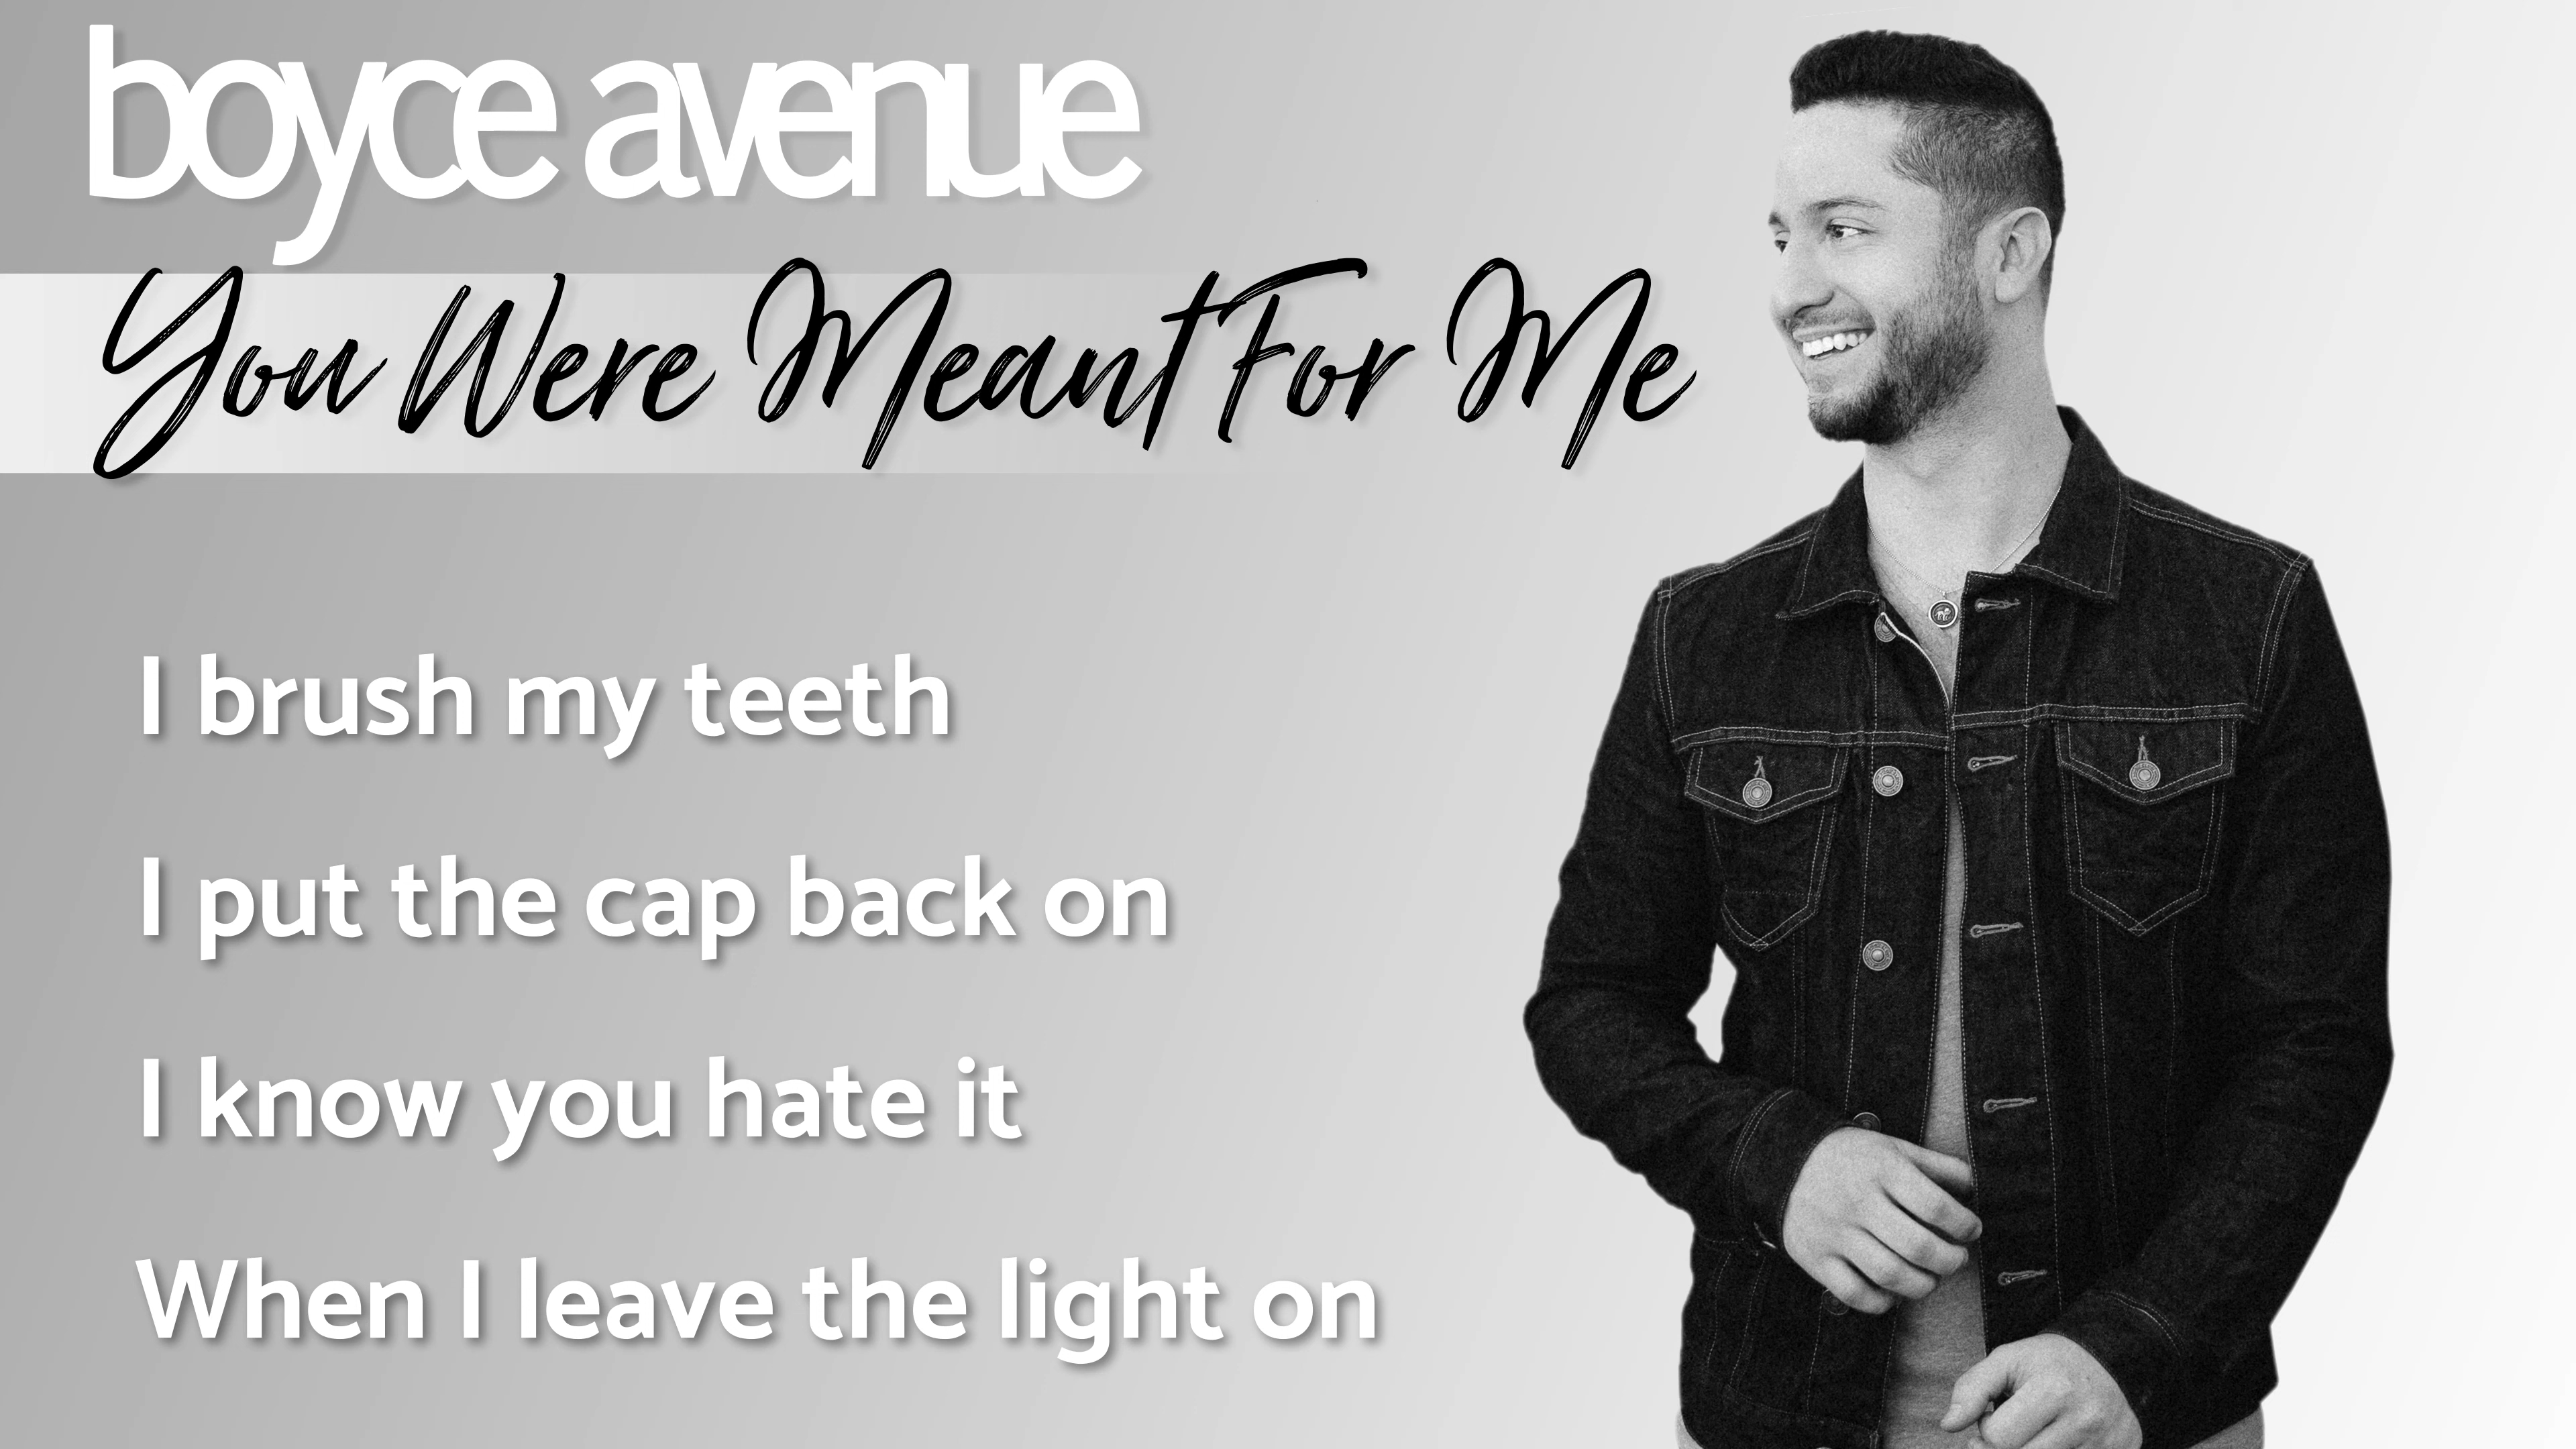 boyce avenue
You Were Meant For Me
I brush my teeth
I put the cap back on
I know you hate it
When I leave the light on